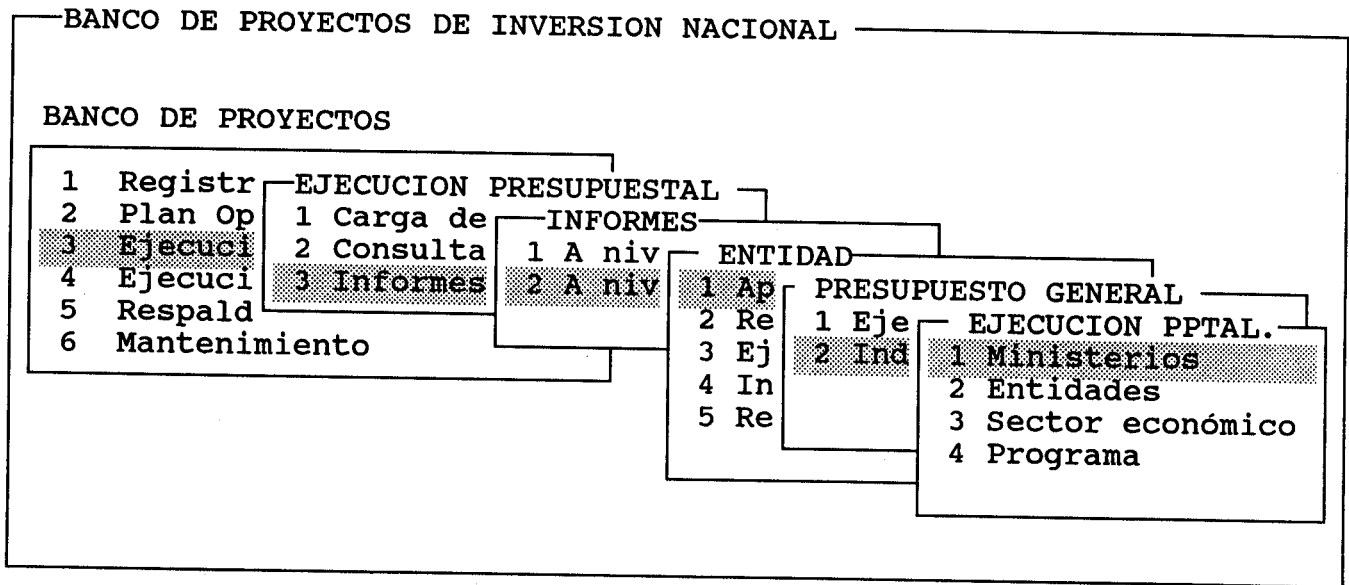 BANCO DE PROYECTOS DE INVERSION NACIONAL
BANCO DE PROYECTOS
1 Registr
2 Plan Op
3 Ejecuci
4 Ejecuci
5 Respald
6 Mantenimiento
EJECUCION PRESUPUESTAL
1 Carga de
2 Consulta
3 Informes
INFORMES
1 A niv
2 A niv
ENTIDAD
1 Ap
2 Re
3 Ej
4 In
5 Re
PRESUPUESTO GENERAL
1 Eje
2 Ind
EJECUCION PPTAL.
1 Ministerios
2 Entidades
3 Sector económico
4 Programa